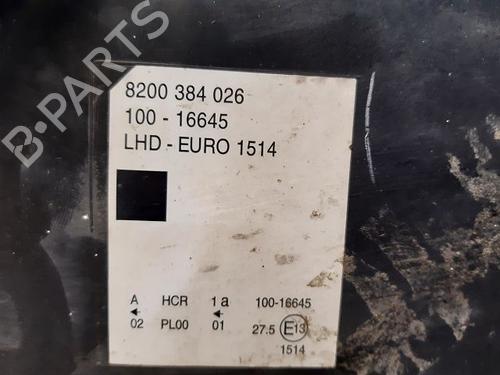 B-PARTS
8200 384 026
100 - 16645
LHD - EURO 1514
A HCR 1a 100-16645
02 PL00 01 27.5 E13
1514